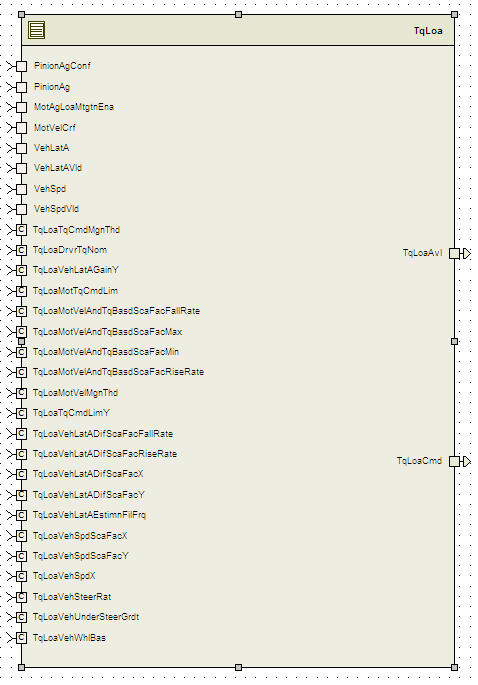 TqLoa
PinionAgConf
PinionAg
MotAgLoaMtgtnEna
MotVelCrf
VehLatA
VehLatAVld
VehSpd
VehSpdVld
C TqLoaTqCmdMgnThd
C TqLoaDrvrTqNom
TqLoaAvl
C TqLoaVehLatAGainY
C TqLoaMotTqCmdLim
C TqLoaMotVelAndTqBasdScaFacFallRate
C TqLoaMotVelAndTqBasdScaFacMax
C TqLoaMotVelAndTqBasdScaFacMin
C TqLoaMotVelAndTqBasdScaFacRiseRate
C TqLoaMotVelMgnThd
C TqLoaTqCmdLimY
C TqLoaVehLatADifScaFacFallRate
C TqLoaVehLatADifScaFacRiseRate
TqLoaCmd
C TqLoaVehLatADifScaFacX
C TqLoaVehLatADifScaFacY
C TqLoaVehLatAEstimnFilFrq
C TqLoaVehSpdScaFacX
C TqLoaVehSpdScaFacY
C TqLoaVehSpdX
C TqLoaVehSteerRat
C TqLoaVehUnderSteerGrdt
C TqLoaVehWhlBas